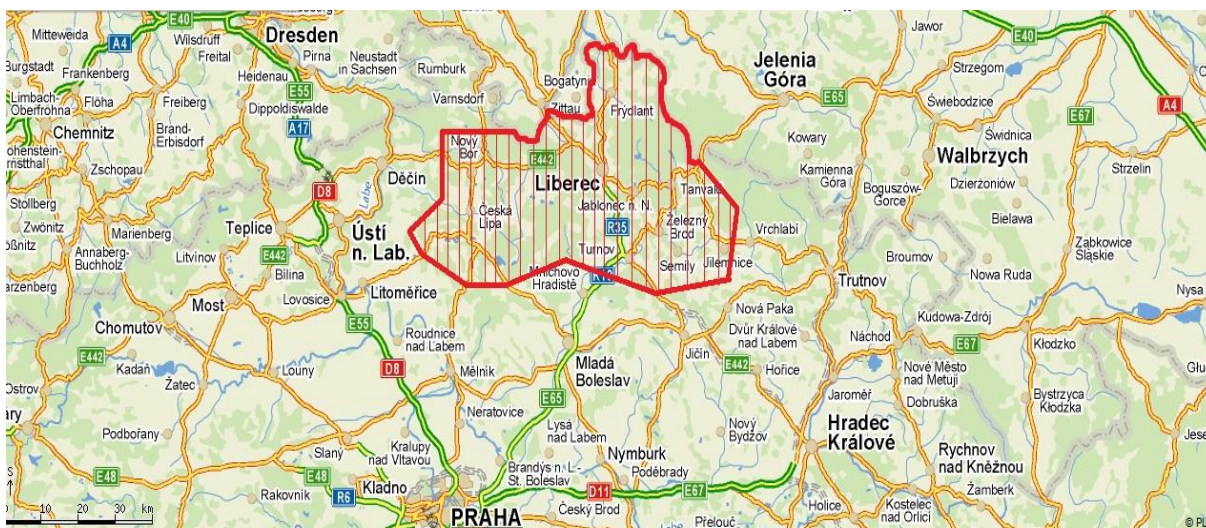 E40
Mitteweida
Wilsdruff
Dresden
Freital
Pirna
Neustadt
in Sachsen
Rumburk
Bogatyni
Jelenia
Góra
Jawor
E40
A4
Burgstadt
Frankenberg
Heidenau
E55
Varnsdorf
Zittau
Frýdlant
E65
Strzegom
A4
Limbach-
Oberfrohna
Flöha
Freiberg
Dippoldiswalde
Świebodzice
E67
Chemnitz
Brand-
Erbisdorf
A17
Nový
Bor
E442
Kowary
Świdnica
Zschopau
Děčín
Liberec
Tanvald
Kamienna
Góra
Walbrzych
Strzelin
Stollberg
D8
Labe
Boguszów-
Gorce
Dzierżoniów
Zwönitz
Marienberg
Teplice
Ústí
n. Lab.
Česká
Lípa
Jablonec n. N.
R35
Železný
Brod
Bielawa
Annaberg-
Buchholz
Litvínov
E442
Turnov
Vrchlabí
Broumov
Ząbkowice
Śląskie
Bílina
Semily
Jilemnice
Nowa Ruda
Most
Lovosice
Litoměřice
Mnichovo
Hradiště
R10
Trutnov
Nysa
Chomutov
E55
Roudnice
nad Labem
Nová Paka
Dvůr Králové
nad Labem
Náchod
Kudowa-Zdrój
E442
Kadaň
Louny
D8
Mladá
Boleslav
Jičín
E442
Hořice
E67
Kłodzko
Ostrov
Žatec
Mělník
E65
Nové Město
nad Metují
Jaroměř
Dobruška
Bystrzyca
Kłodzka
Podbořany
Neratovice
Lysá
nad Labem
Nový
Bydžov
Hradec
Králové
Slaný
Kralupy
nad Vltavou
Nymburk
Rychnov
nad Kněžnou
E48
E48
Brandýs n. L.-
St. Boleslav
Poděbrady
Rakovník
R6
Kladno
D11
E67
Žamberk
PRAHA
Český Brod
Přelouč
Holice
Kostelec
nad Orlicí
S
10
20
30
km